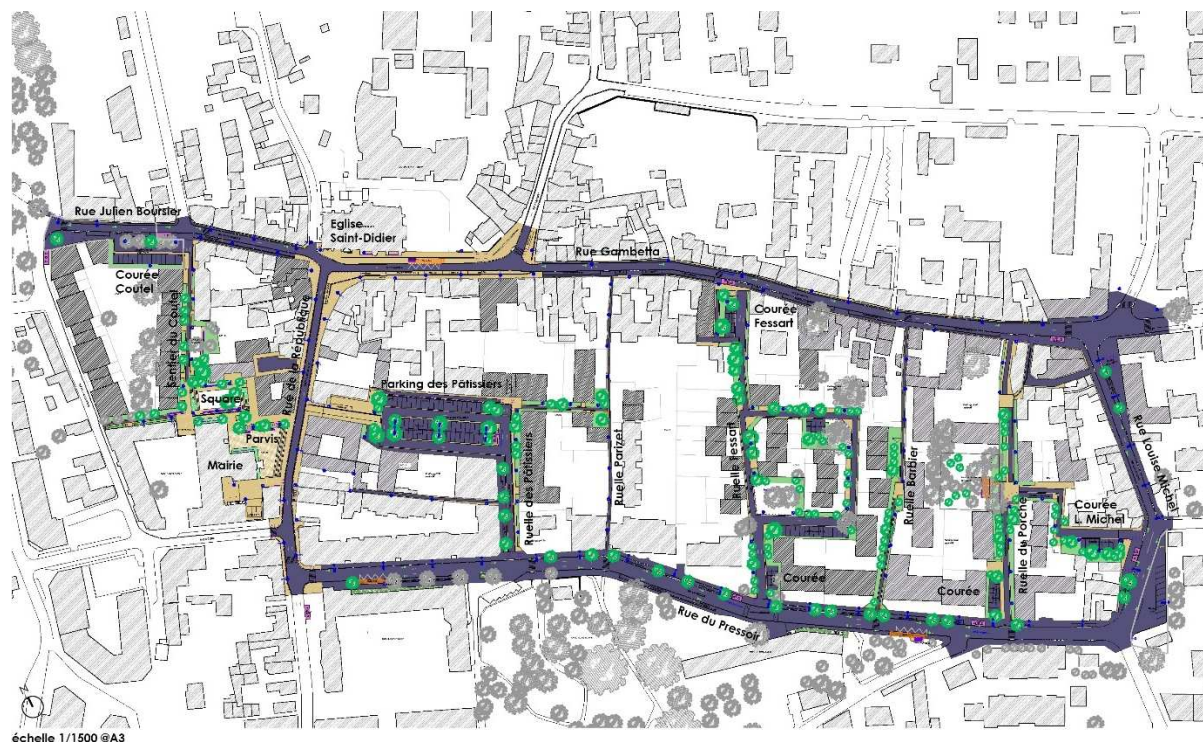 Rue Julien Boursier
Eglise
Saint-Didier
Rue Gambetta
Courée
Coutel
Sentier du Coutel
Rue de la République
Courée
Fessart
Parking des Pâtissiers
Square
Parvis
Mairie
Ruelle des Pâtissiers
Ruelle Parizet
Ruelle Fessart
Ruelle Barbier
Rue Louise Michel
Courée
L. Michel
Ruelle du Porche
Courée
Courée
Rue du Pressoir
N
échelle 1/1500 @A3